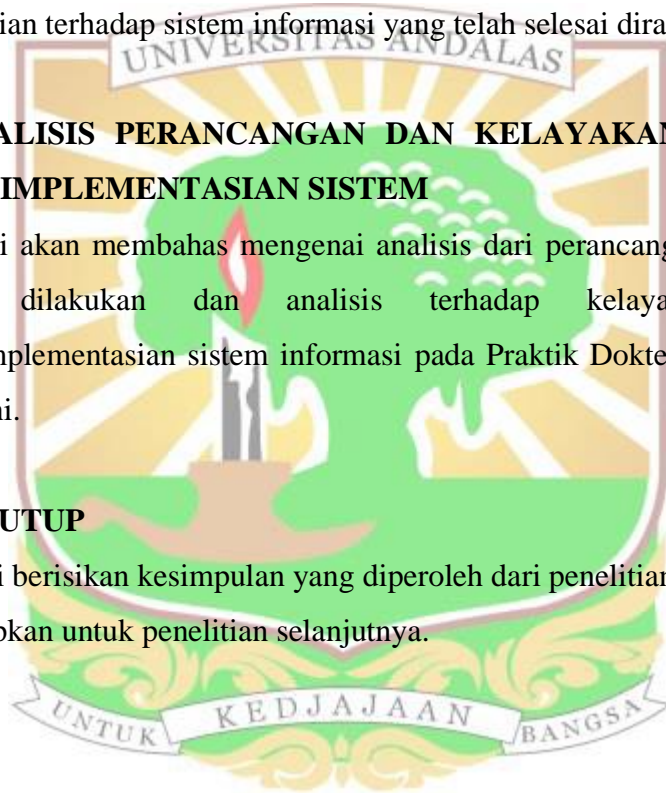 ian terhadap sistem informasi yang telah selesai dira
UNIVERSITAS ANDALAS
ALISIS PERANCANGAN DAN KELAYAKAN
IMPLEMENTASIAN SISTEM
i akan membahas mengenai analisis dari perancang
dilakukan dan analisis terhadap kelaya
mplementasian sistem informasi pada Praktik Dokte
ni.
UTUP
i berisikan kesimpulan yang diperoleh dari penelitian
pkan untuk penelitian selanjutnya.
UNTUK KEDJAJAAN BANGSA